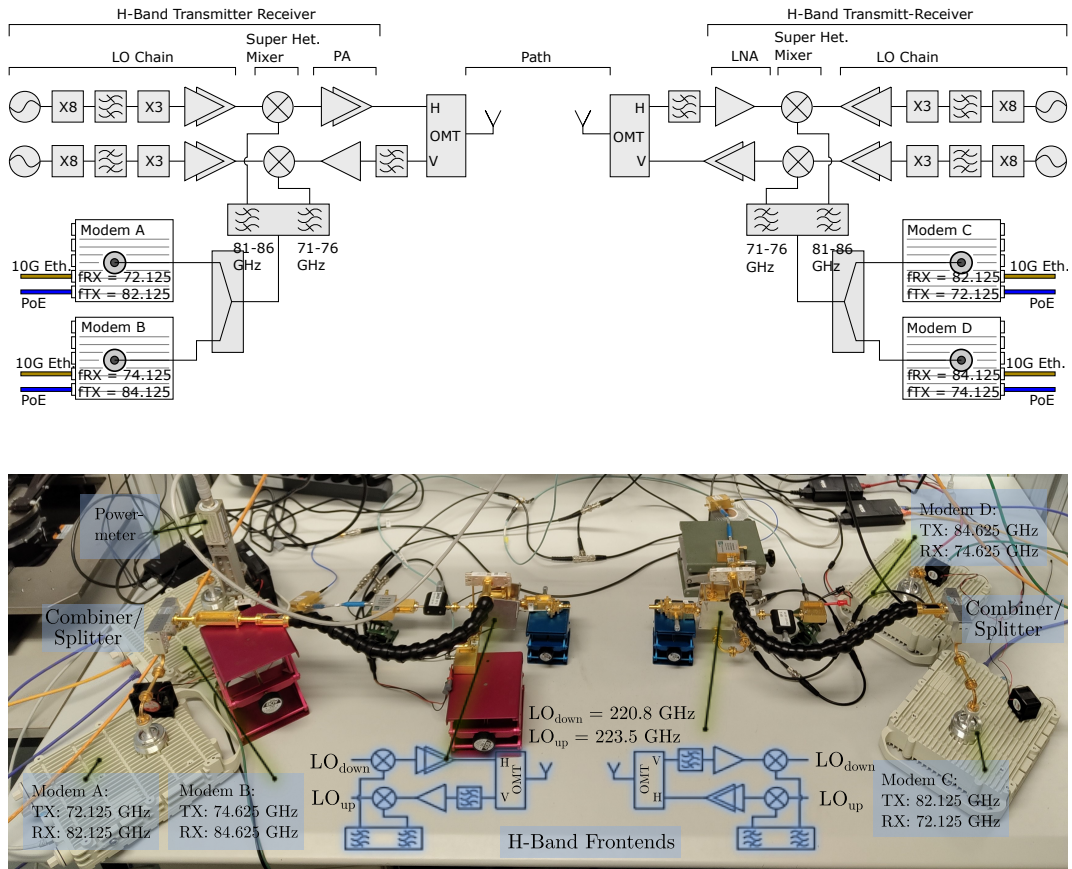 H-Band Transmitter Receiver
H-Band Transmitt-Receiver
Super Het.
Mixer
LO Chain
PA
Path
LNA
Super Het.
Mixer
LO Chain
X8
X3
H
OMT
V
X8
X3
H
OMT
V
X3
X8
X3
X8
81-86
GHz
71-76
GHz
71-76
GHz
81-86
GHz
Modem A
10G Eth.
fRX = 72.125
fTX = 82.125
PoE
Modem B
10G Eth.
fRX = 74.125
fTX = 84.125
PoE
Modem C
10G Eth.
fRX = 82.125
fTX = 72.125
PoE
Modem D
10G Eth.
fRX = 84.125
fTX = 74.125
PoE
Power-
meter
Modem D:
TX: 84.625 GHz
RX: 74.625 GHz
Combiner/
Splitter
Combiner/
Splitter
LOdown = 220.8 GHz
LOup = 223.5 GHz
LOdown
LOup
H
OMT
V
V
OMT
H
LOdown
LOup
Modem A:
TX: 72.125 GHz
RX: 82.125 GHz
Modem B:
TX: 74.625 GHz
RX: 84.625 GHz
Modem C:
TX: 82.125 GHz
RX: 72.125 GHz
H-Band Frontends